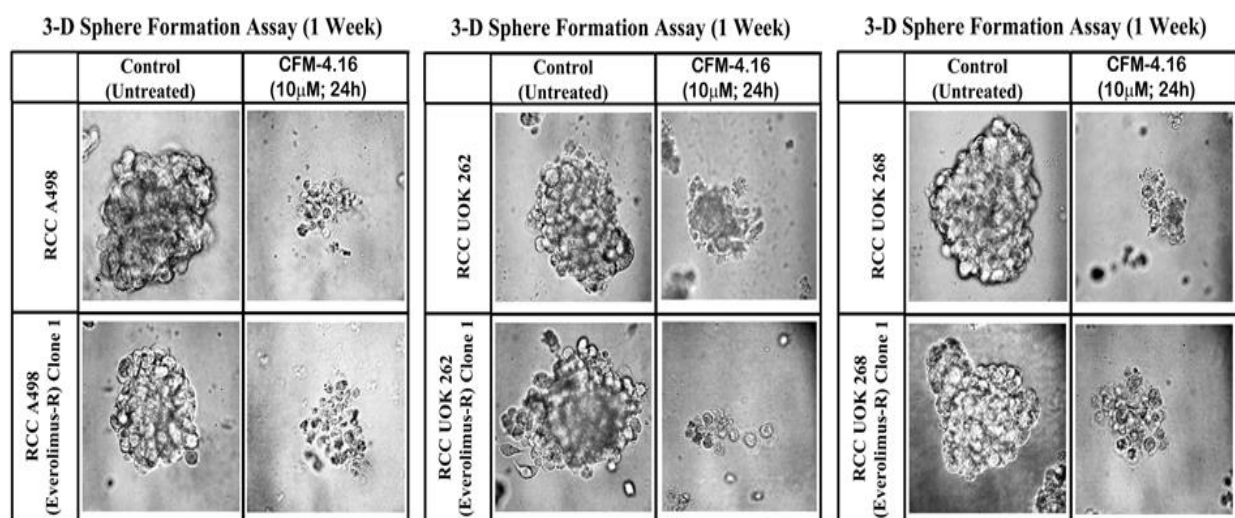 3-D Sphere Formation Assay (1 Week)
Control
(Untreated)
CFM-4.16
(10μM; 24h)
RCC A498
RCC A498
(Everolimus-R) Clone 1
3-D Sphere Formation Assay (1 Week)
Control
(Untreated)
CFM-4.16
(10μM; 24h)
RCC UOK 262
RCC UOK 262
(Everolimus-R) Clone 1
3-D Sphere Formation Assay (1 Week)
Control
(Untreated)
CFM-4.16
(10μM; 24h)
RCC UOK 268
RCC UOK 268
(Everolimus-R) Clone 1